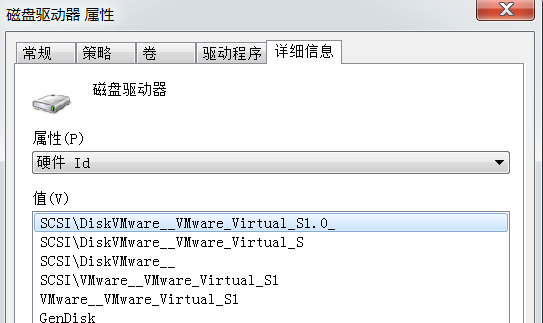 磁盘驱动器 属性
常规 策略 卷 驱动程序 详细信息
磁盘驱动器
属性(P)
硬件 Id
值(V)
SCSI\DiskVMware__VMware_Virtual_S1.0_
SCSI\DiskVMware__VMware_Virtual_S
SCSI\DiskVMware__
SCSI\VMware__VMware_Virtual_S1
VMware__VMware_Virtual_S1
GenDisk